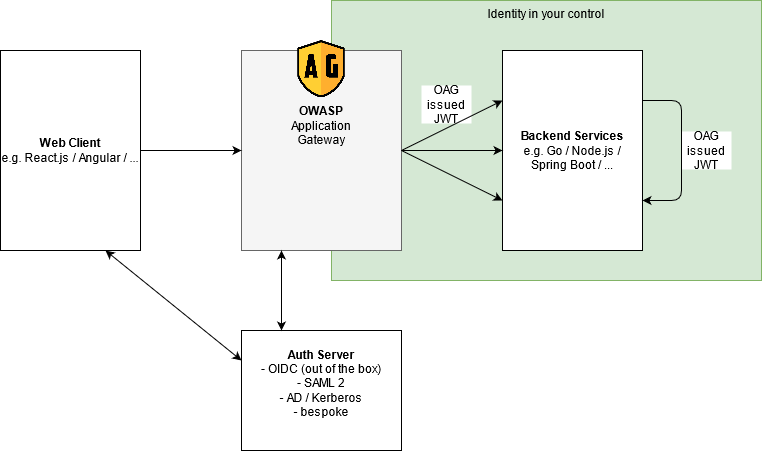 Identity in your control
AG
OWASP
Application
Gateway
OAG
issued
JWT
Web Client
e.g. React.js / Angular / ...
Backend Services
e.g. Go / Node.js /
Spring Boot / ...
OAG
issued
JWT
Auth Server
- OIDC (out of the box)
- SAML 2
- AD / Kerberos
- bespoke